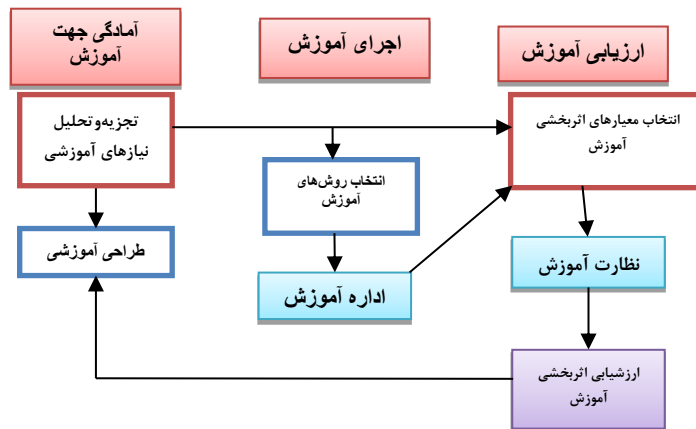 آمادگی جهت
آموزش
اجرای آموزش
ارزیابی آموزش
تجزیه‌وتحلیل
نیازهای آموزشی
انتخاب معیارهای اثربخشی
آموزش
انتخاب روش‌های
آموزش
طراحی آموزشی
اداره آموزش
نظارت آموزش
ارزشیابی اثربخشی
آموزش